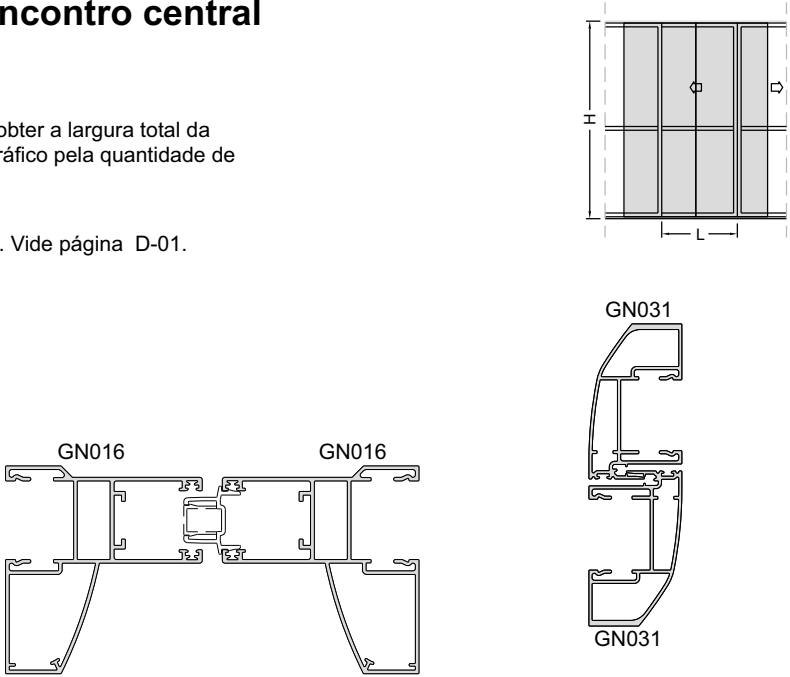 ncontro central
obter a largura total da
ráfico pela quantidade de
. Vide página D-01.
H
L
GN031
GN016
GN016
GN031